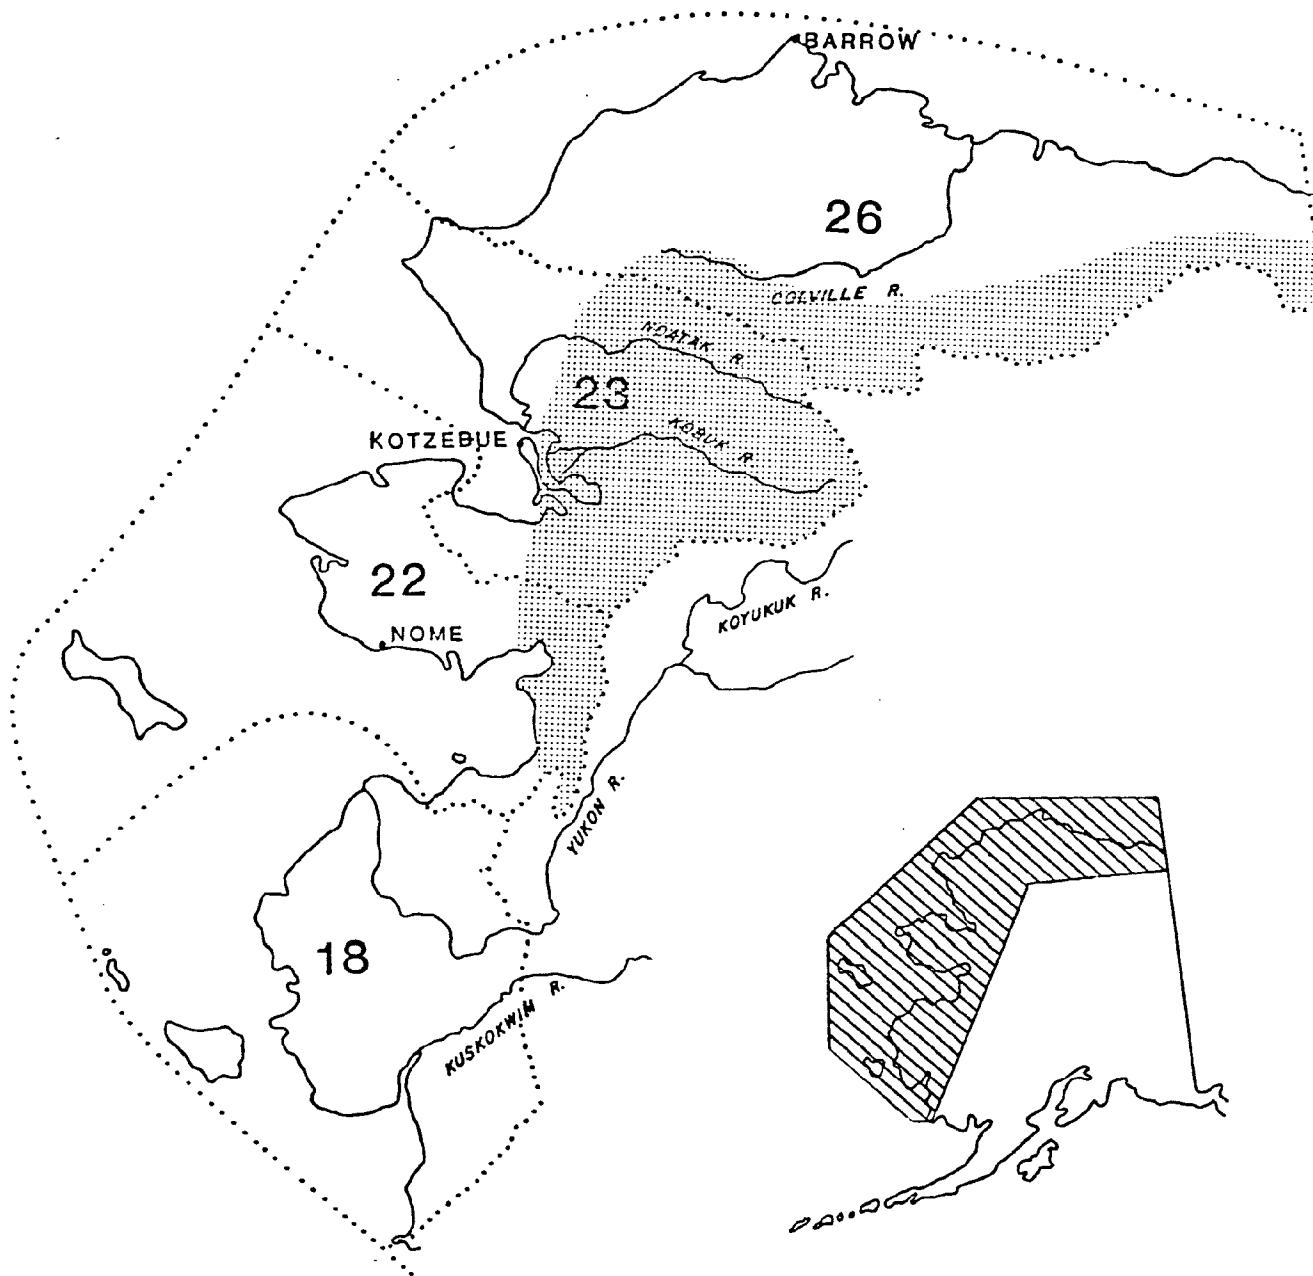 BARROW
26
COLVILLE R.
NOATAK R.
23
KOBUK R.
KOTZEBUE
22
NOME
KOYUKUK R.
YUKON R.
18
KUSKOKWIM R.